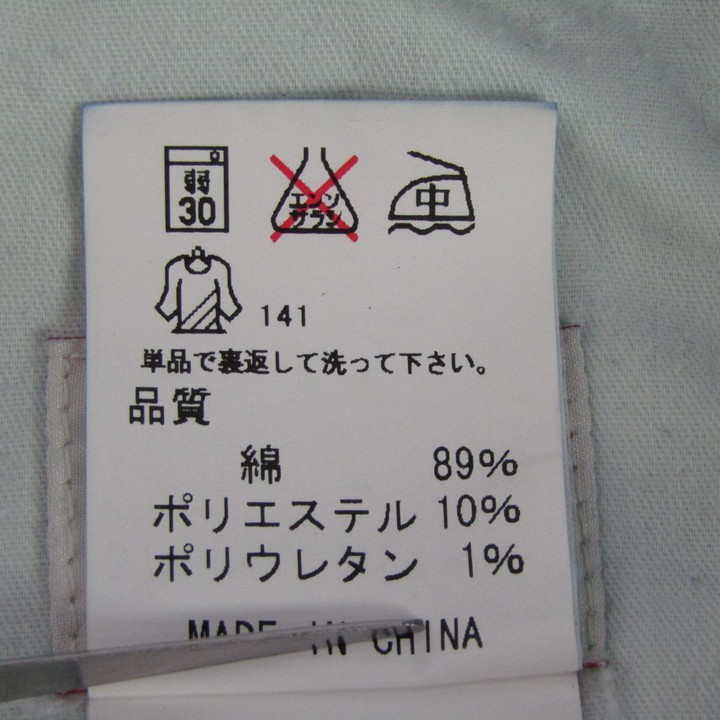 弱
30
エンソ
サラシ
中
141
単品で裏返して洗って下さい。
品質
綿 89%
ポリエステル 10%
ポリウレタン 1%
MADE IN CHINA